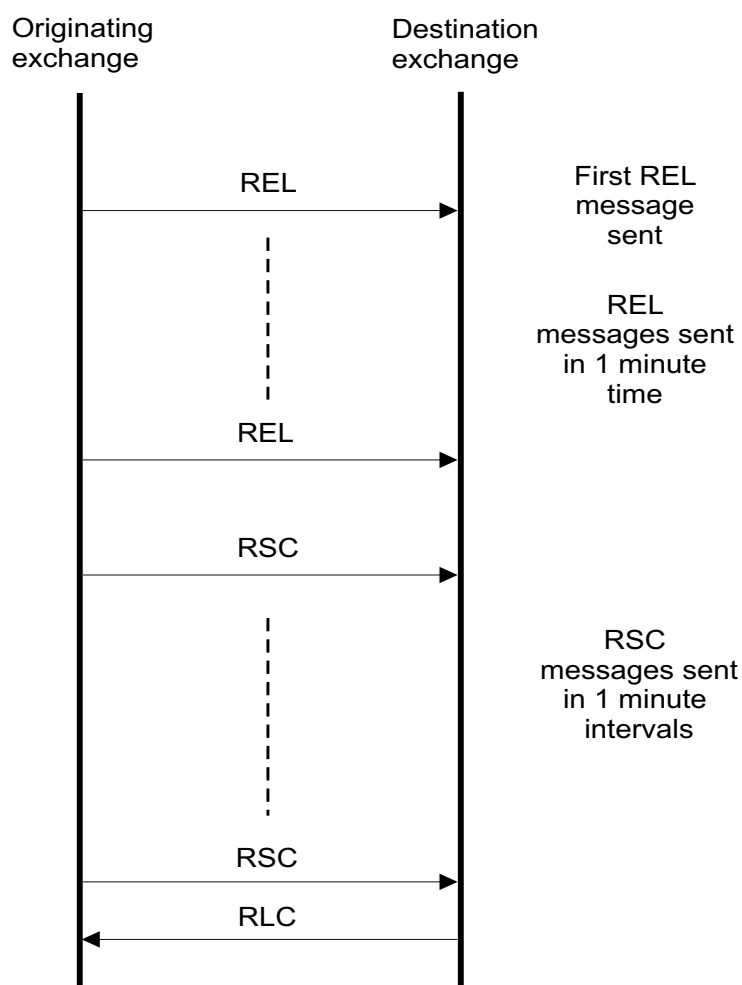 Originating
exchange
Destination
exchange
REL
First REL
message
sent
REL
messages sent
in 1 minute
time
REL
RSC
RSC
messages sent
in 1 minute
intervals
RSC
RLC